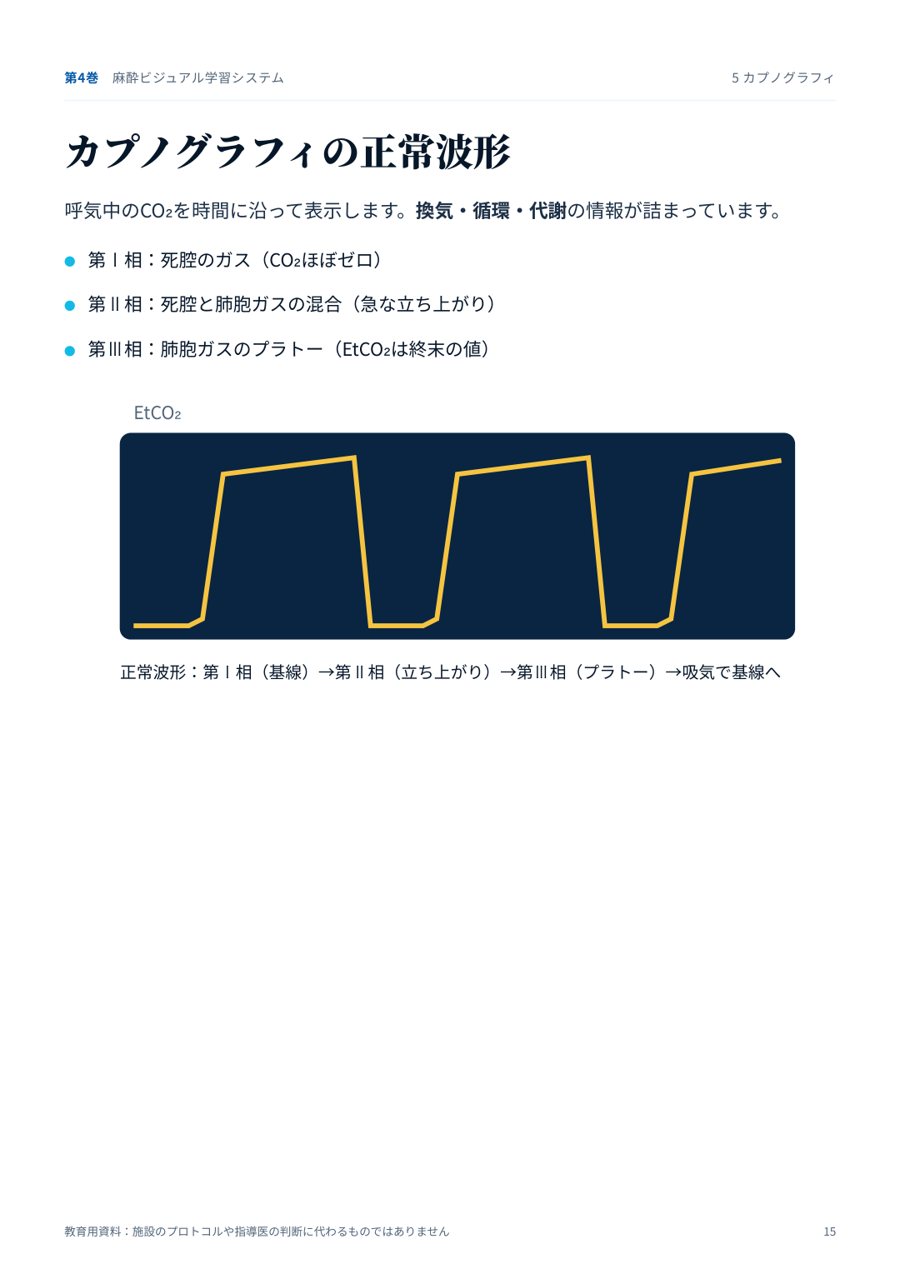 第4巻 麻酔ビジュアル学習システム
5 カプノグラフィ
カプノグラフィの正常波形
呼気中のCO₂を時間に沿って表示します。換気・循環・代謝の情報が詰まっています。
第Ⅰ相：死腔のガス（CO₂ほぼゼロ）
第Ⅱ相：死腔と肺胞ガスの混合（急な立ち上がり）
第Ⅲ相：肺胞ガスのプラトー（EtCO₂は終末の値）
EtCO₂
正常波形：第Ⅰ相（基線）→第Ⅱ相（立ち上がり）→第Ⅲ相（プラトー）→吸気で基線へ
教育用資料：施設のプロトコルや指導医の判断に代わるものではありません
15